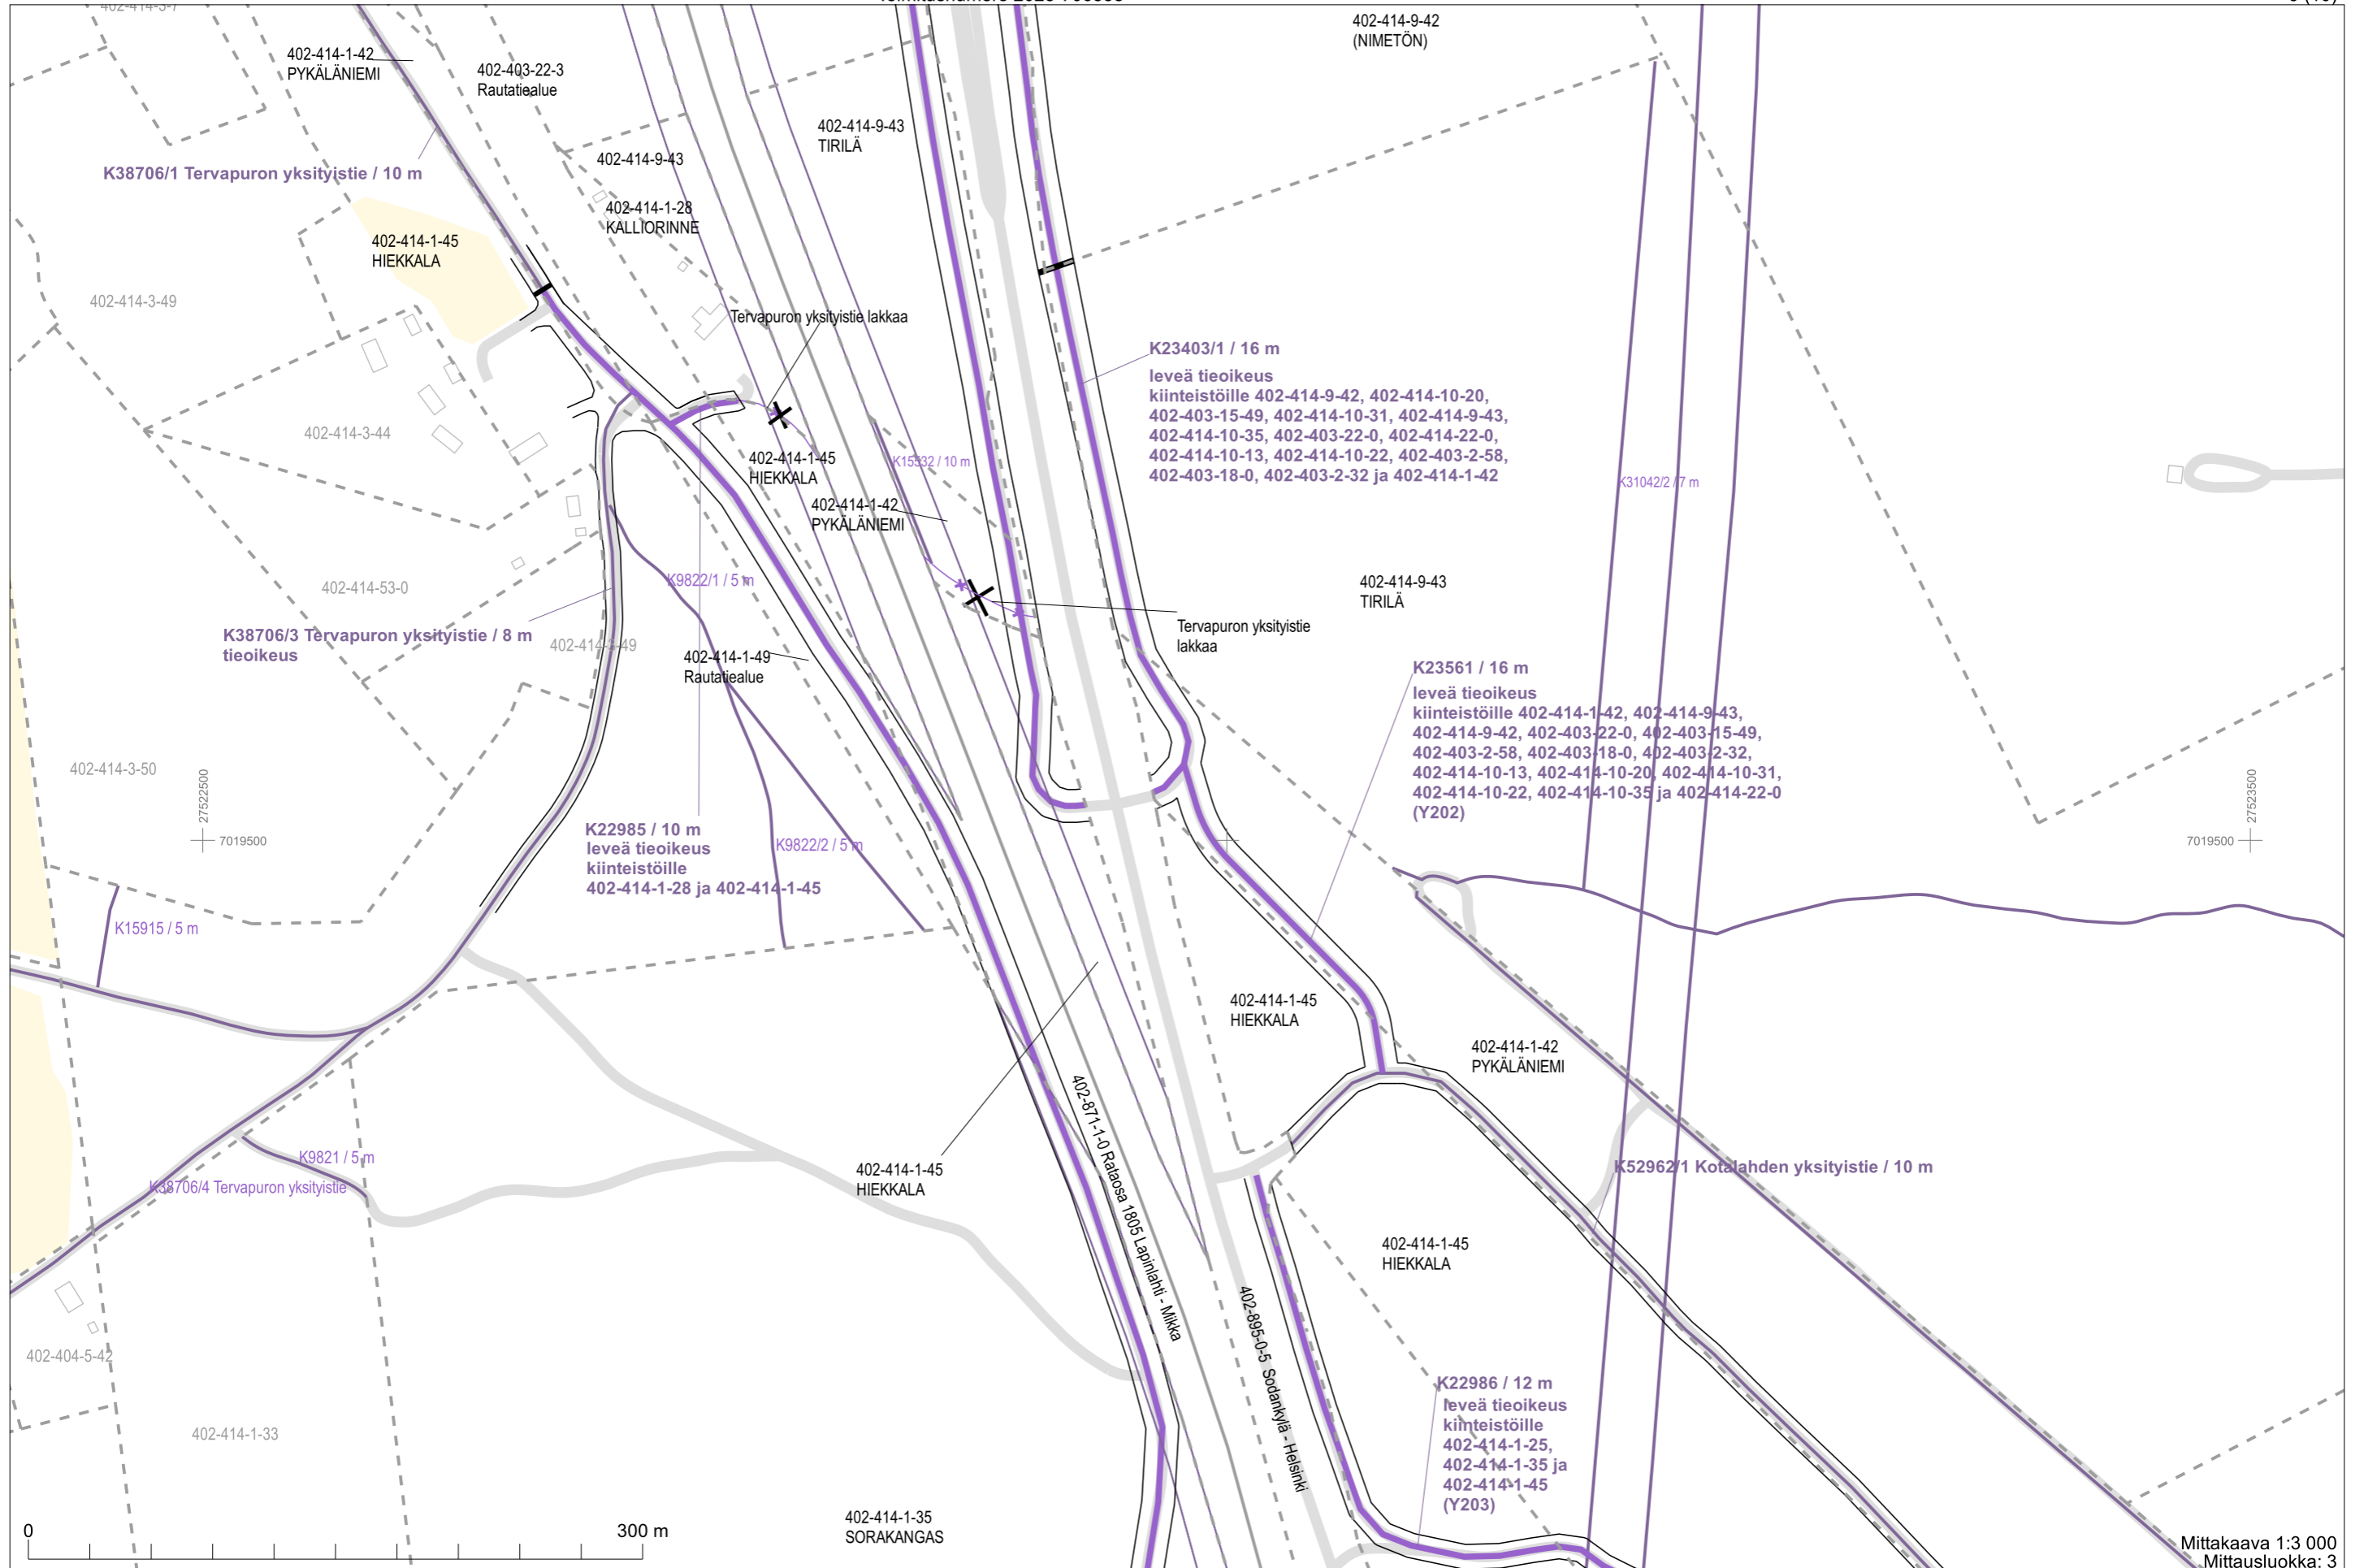 402-414-9-42
(NIMETÖN)
402-414-1-42
PYKÄLÄNIEMI
402-403-22-3
Rautatiealue
402-414-9-43
TIRILÄ
402-414-9-43
K38706/1 Tervapuron yksityistie / 10 m
402-414-1-28
KALLIORINNE
402-414-1-45
HIEKKALA
402-414-3-49
Tervapuron yksityistie lakkaa
K23403/1 / 16 m
leveä tieoikeus
kiinteistöille 402-414-9-42, 402-414-10-20,
402-403-15-49, 402-414-10-31, 402-414-9-43,
402-414-10-35, 402-403-22-0, 402-414-22-0,
402-414-10-13, 402-414-10-22, 402-403-2-58,
402-403-18-0, 402-403-2-32 ja 402-414-1-42
402-414-3-44
402-414-1-45
HIEKKALA
K15532 / 10 m
K31042/2 / 7 m
402-414-1-42
PYKÄLÄNIEMI
402-414-53-0
K9822/1 / 5 m
402-414-9-43
TIRILÄ
K38706/3 Tervapuron yksityistie / 8 m
tieoikeus
402-414-3-49
402-414-1-49
Rautatiealue
Tervapuron yksityistie
lakkaa
K23561 / 16 m
leveä tieoikeus
kiinteistöille 402-414-1-42, 402-414-9-43,
402-414-9-42, 402-403-22-0, 402-403-15-49,
402-403-2-58, 402-403-18-0, 402-403-2-32,
402-414-10-13, 402-414-10-20, 402-414-10-31,
402-414-10-22, 402-414-10-35 ja 402-414-22-0
(Y202)
402-414-3-50
27522500
7019500
27523500
7019500
K22985 / 10 m
leveä tieoikeus
kiinteistöille
402-414-1-28 ja 402-414-1-45
K9822/2 / 5 m
K15915 / 5 m
402-414-1-45
HIEKKALA
402-414-1-42
PYKÄLÄNIEMI
K9821 / 5 m
K38706/4 Tervapuron yksityistie
402-414-1-45
HIEKKALA
402-871-1-0 Rataosa 1805 Lapinlahti - Mikka
K52962/1 Kotalahden yksityistie / 10 m
402-414-1-45
HIEKKALA
402-895-0-5 Sodankylä - Helsinki
402-404-5-42
K22986 / 12 m
leveä tieoikeus
kiinteistöille
402-414-1-25,
402-414-1-35 ja
402-414-1-45
(Y203)
402-414-1-33
402-414-1-35
SORAKANGAS
0
300 m
Mittakaava 1:3 000
Mittausluokka: 3